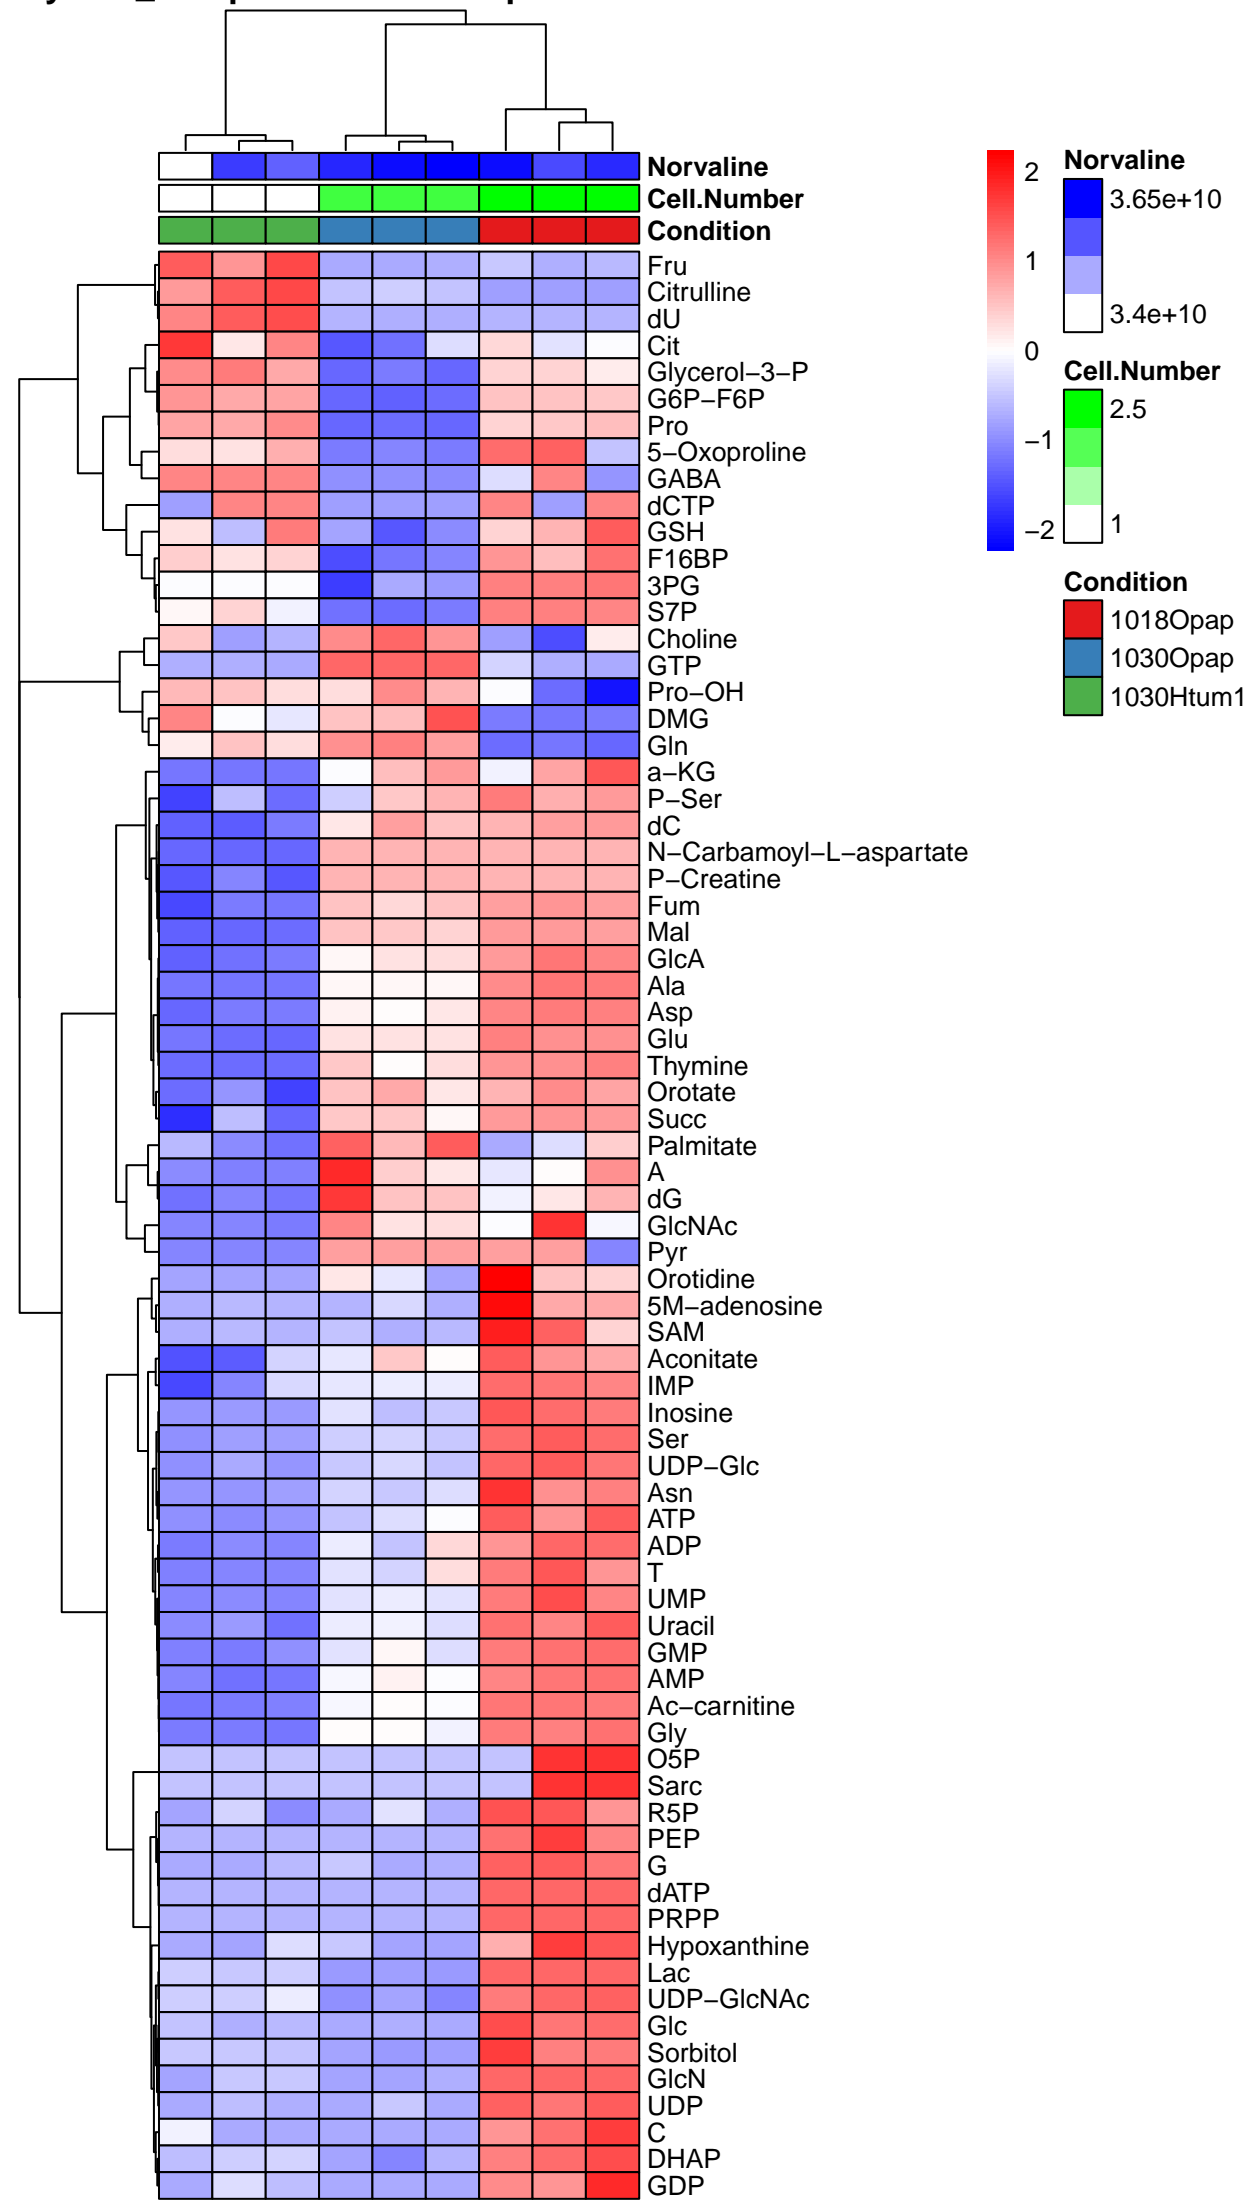 Norvaline
Cell.Number
Condition
Fru
Citrulline
dU
Cit
Glycerol−3−P
G6P−F6P
Pro
5−Oxoproline
GABA
dCTP
GSH
F16BP
3PG
S7P
Choline
GTP
Pro−OH
DMG
Gln
a−KG
P−Ser
dC
N−Carbamoyl−L−aspartate
P−Creatine
Fum
Mal
GlcA
Ala
Asp
Glu
Thymine
Orotate
Succ
Palmitate
A
dG
GlcNAc
Pyr
Orotidine
5M−adenosine
SAM
Aconitate
IMP
Inosine
Ser
UDP−Glc
Asn
ATP
ADP
T
UMP
Uracil
GMP
AMP
Ac−carnitine
Gly
O5P
Sarc
R5P
PEP
G
dATP
PRPP
Hypoxanthine
Lac
UDP−GlcNAc
Glc
Sorbitol
GlcN
UDP
C
DHAP
GDP
2
1
0
−1
−2
Norvaline
3.65e+10
3.4e+10
Cell.Number
2.5
1
Condition
1018Opap
1030Opap
1030Htum1